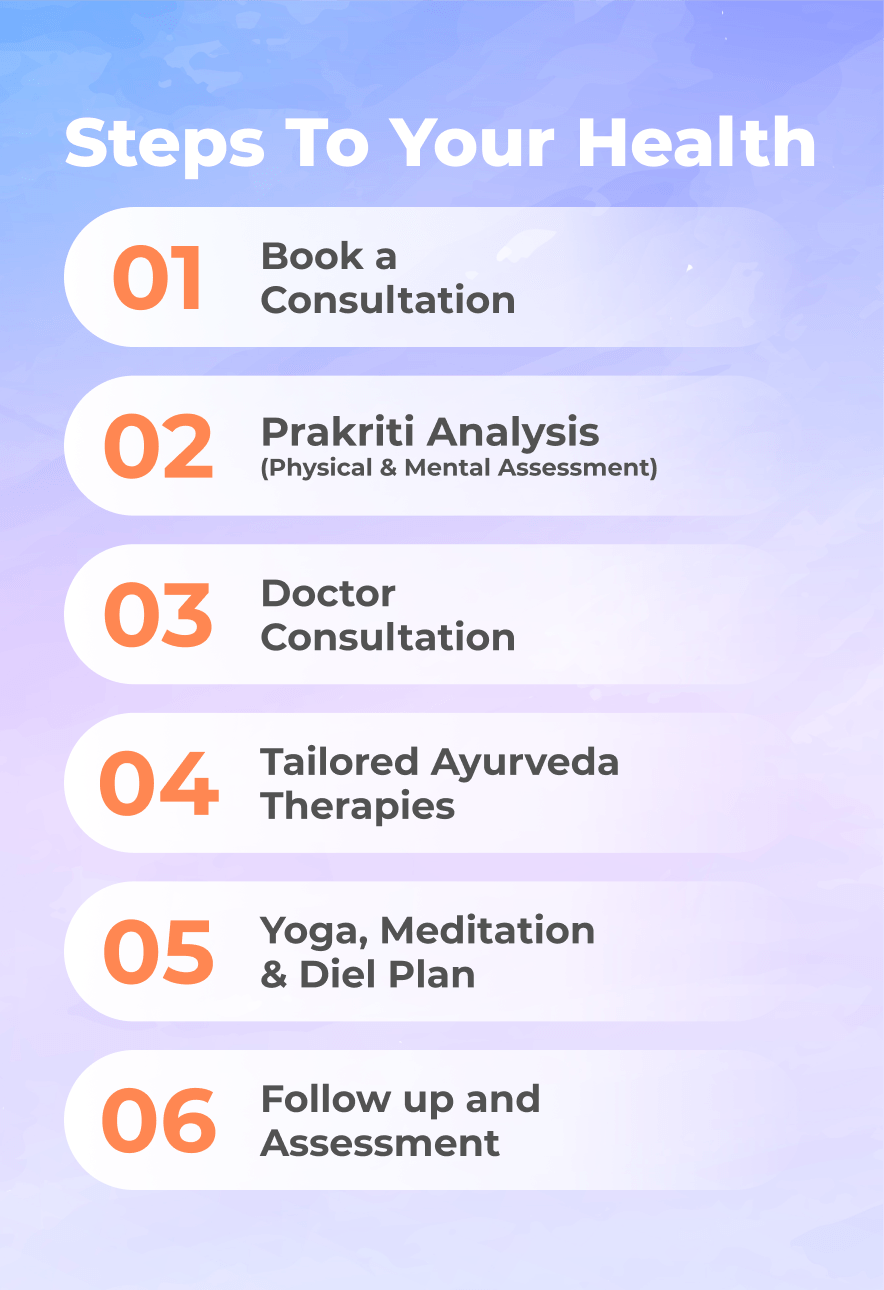 Steps To Your Health
01
Book a
Consultation
02
Prakriti Analysis
(Physical & Mental Assessment)
03
Doctor
Consultation
04
Tailored Ayurveda
Therapies
05
Yoga, Meditation
& Diel Plan
06
Follow up and
Assessment